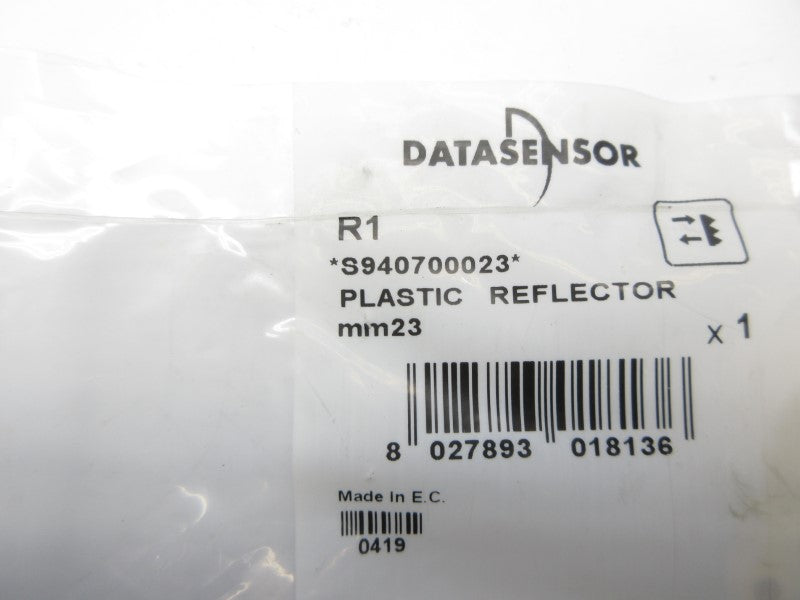 DATASENSOR
R1
*S940700023*
PLASTIC REFLECTOR
mm23
x 1
8 027893 018136
Made In E.C.
0419